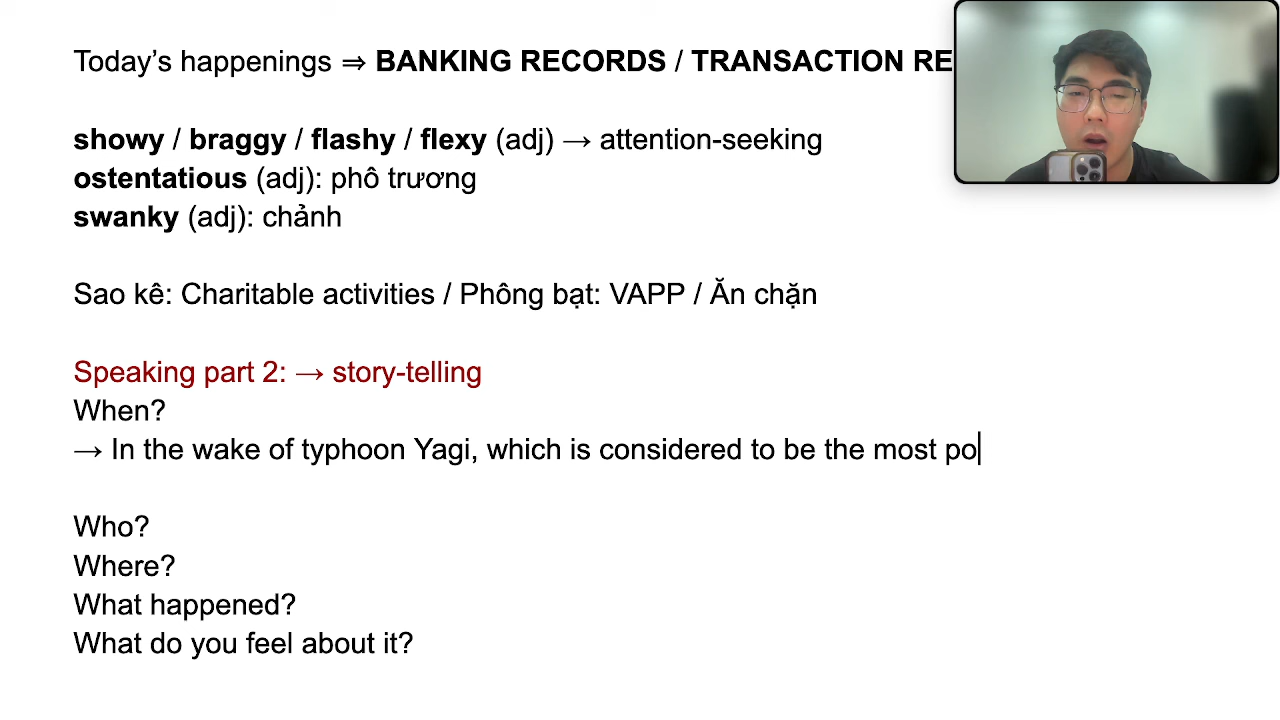 Today’s happenings ⇒ BANKING RECORDS / TRANSACTION
showy / braggy / flashy / flexy (adj) → attention-seeking
ostentatious (adj): phô trương
swanky (adj): chảnh
Sao kê: Charitable activities / Phông bạt: VAPP / Ăn chặn
Speaking part 2: → story-telling
When?
→ In the wake of typhoon Yagi, which is considered to be the most po
Who?
Where?
What happened?
What do you feel about it?